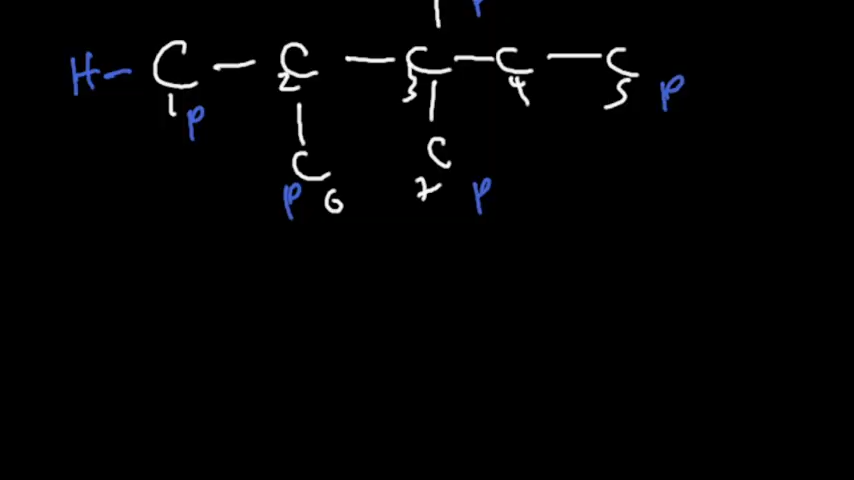 P
H - C - C - C - C - C
1 2 3 4 5 P
P
C C
P 6 7 P